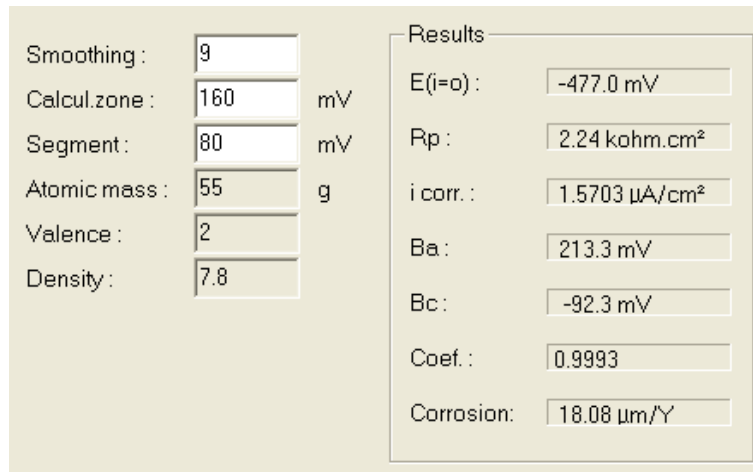 Smoothing : 9
Calcul.zone : 160 mV
Segment : 80 mV
Atomic mass : 55 g
Valence : 2
Density : 7.8
Results
E(i=o) : -477.0 mV
Rp : 2.24 kohm.cm²
i corr. : 1.5703 µA/cm²
Ba : 213.3 mV
Bc : -92.3 mV
Coef. : 0.9993
Corrosion: 18.08 µm/Y